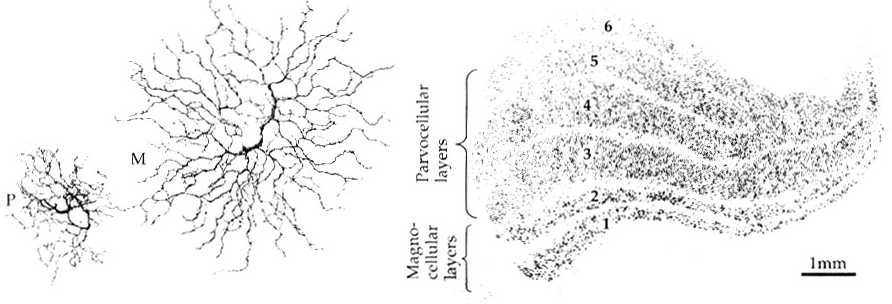 P
M
6
5
4
3
2
1
Parvocellular
layers
Magno-
cellular
layers
1mm